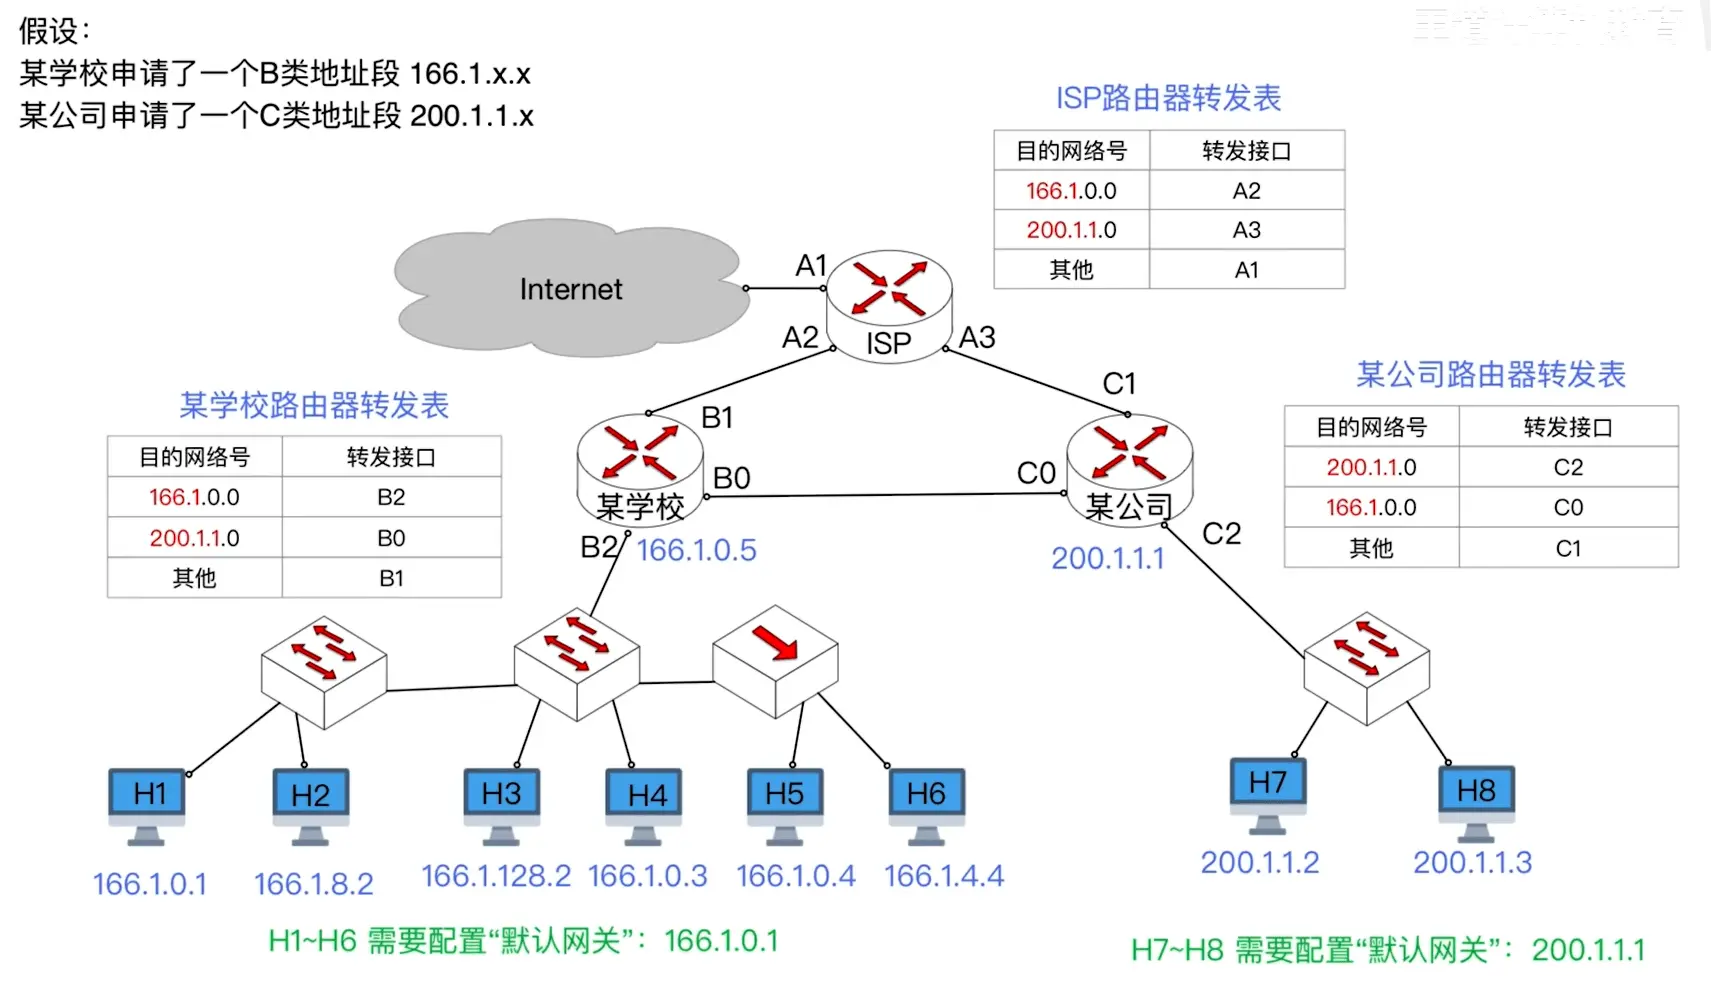 假设：
某学校申请了一个B类地址段 166.1.x.x
某公司申请了一个C类地址段 200.1.1.x
ISP路由器转发表
目的网络号 转发接口
166.1.0.0 A2
200.1.1.0 A3
其他 A1
Internet
A1
A2
ISP
A3
某学校路由器转发表
目的网络号 转发接口
166.1.0.0 B2
200.1.1.0 B0
其他 B1
某公司路由器转发表
目的网络号 转发接口
200.1.1.0 C2
166.1.0.0 C0
其他 C1
B1
C1
B0
C0
某学校
某公司
B2
166.1.0.5
200.1.1.1
C2
H1 H2 H3 H4 H5 H6 H7 H8
166.1.0.1 166.1.8.2 166.1.128.2 166.1.0.3 166.1.0.4 166.1.4.4 200.1.1.2 200.1.1.3
H1~H6 需要配置“默认网关”：166.1.0.1
H7~H8 需要配置“默认网关”：200.1.1.1